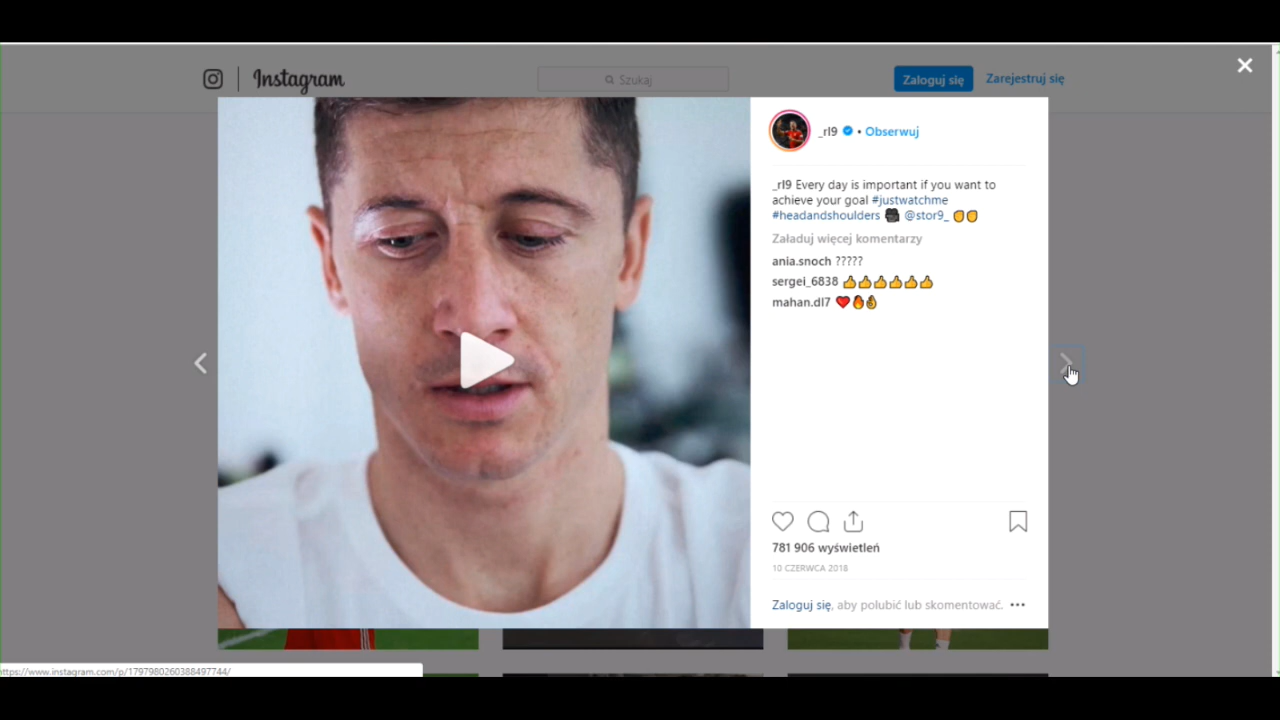 Instagram
Szukaj
Zaloguj się
Zarejestruj się
_rl9 • Obserwuj
_rl9 Every day is important if you want to
achieve your goal #justwatchme
#headandshoulders 🎥 @stor9_ ✊✊
Załaduj więcej komentarzy
ania.snoch ?????
sergei_6838 👍👍👍👍👍👍
mahan.dl7 ❤️🔥👌
781 906 wyświetleń
10 CZERWCA 2018
Zaloguj się, aby polubić lub skomentować.
https://www.instagram.com/p/1797980260388497744/